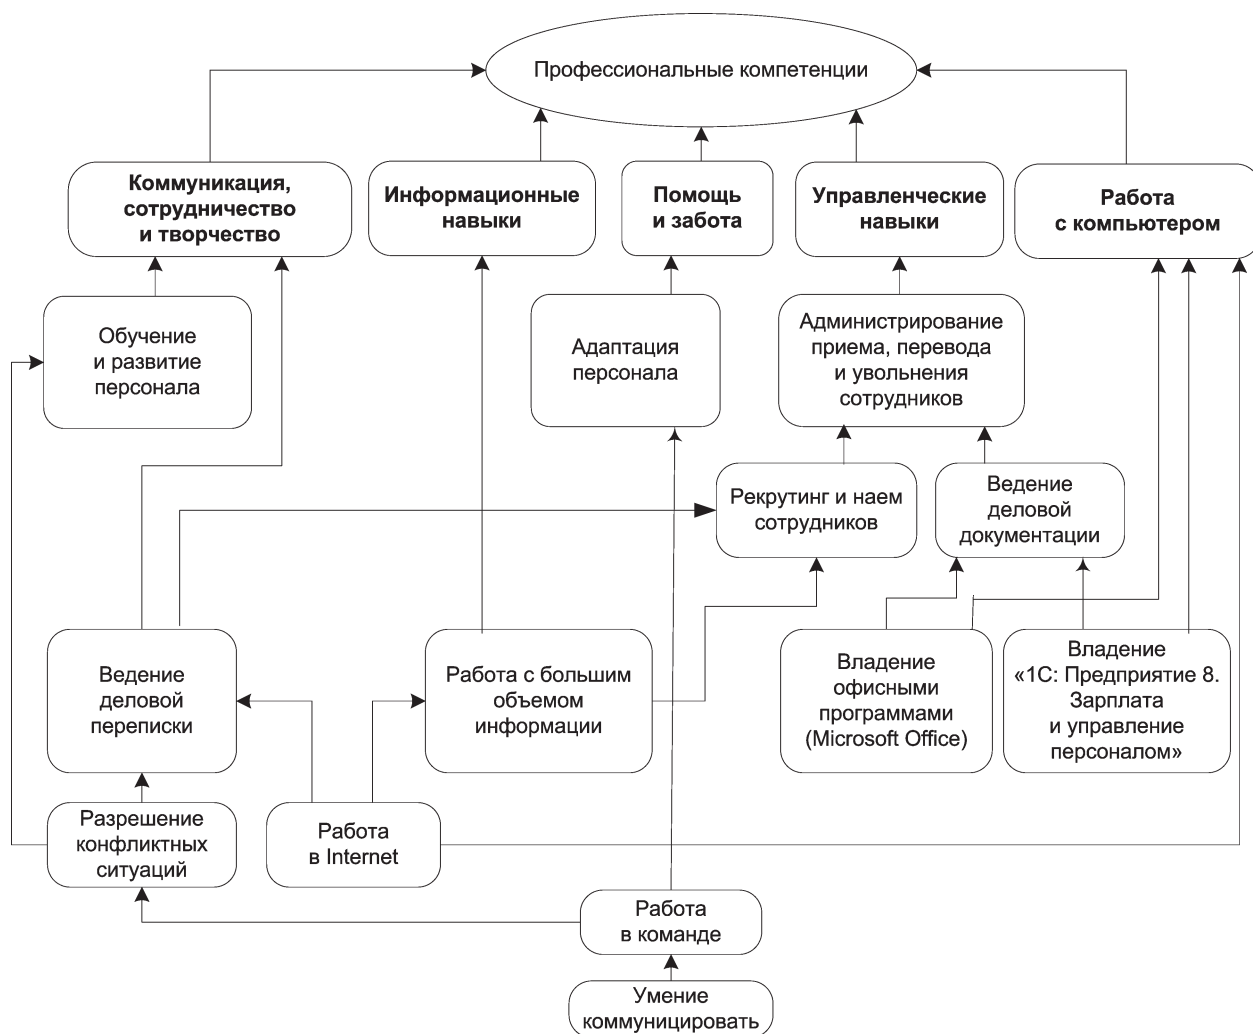 Профессиональные компетенции
Коммуникация,
сотрудничество
и творчество
Информационные
навыки
Помощь
и забота
Управленческие
навыки
Работа
с компьютером
Обучение
и развитие
персонала
Адаптация
персонала
Администрирование
приема, перевода
и увольнения
сотрудников
Рекрутинг и наем
сотрудников
Ведение
деловой
документации
Ведение
деловой
переписки
Работа с большим
объемом
информации
Владение
офисными
программами
(Microsoft Office)
Владение
«1С: Предприятие 8.
Зарплата
и управление
персоналом»
Разрешение
конфликтных
ситуаций
Работа
в Internet
Работа
в команде
Умение
коммуницировать